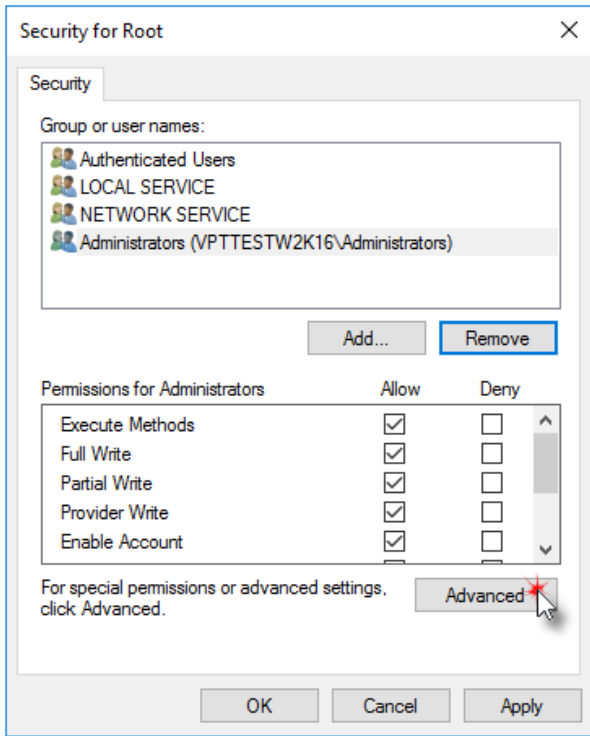 Security for Root
Security
Group or user names:
Authenticated Users
LOCAL SERVICE
NETWORK SERVICE
Administrators (VPTTESTW2K16\Administrators)
Add...
Remove
Permissions for Administrators Allow Deny
Execute Methods
Full Write
Partial Write
Provider Write
Enable Account
For special permissions or advanced settings,
click Advanced.
Advanced
OK
Cancel
Apply